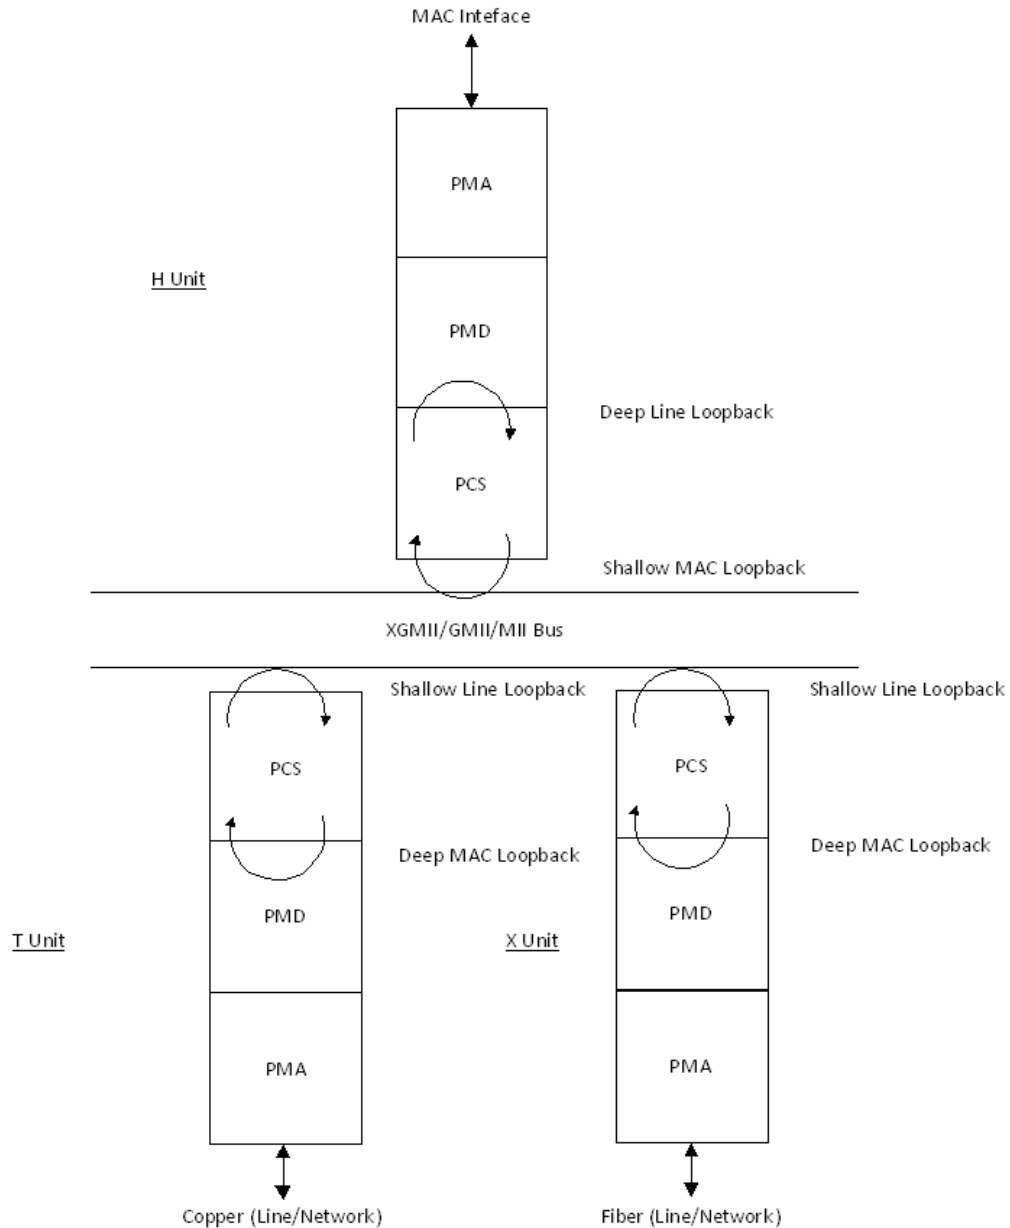 MAC Inteface
PMA
H Unit
PMD
Deep Line Loopback
PCS
Shallow MAC Loopback
XGMII/GMII/MII Bus
Shallow Line Loopback
Shallow Line Loopback
PCS
PCS
Deep MAC Loopback
Deep MAC Loopback
PMD
PMD
T Unit
X Unit
PMA
PMA
Copper (Line/Network)
Fiber (Line/Network)